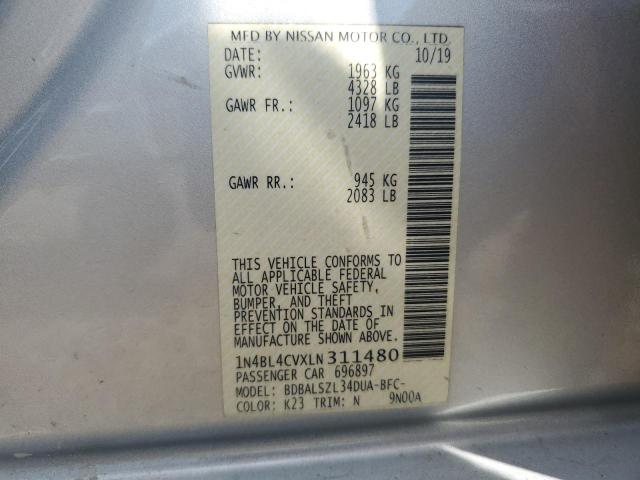 MFD BY NISSAN MOTOR CO., LTD.
DATE: 10/19
GVWR: 1963 KG
4328 LB
GAWR FR.: 1097 KG
2418 LB
GAWR RR.: 945 KG
2083 LB
THIS VEHICLE CONFORMS TO
ALL APPLICABLE FEDERAL
MOTOR VEHICLE SAFETY,
BUMPER, AND THEFT
PREVENTION STANDARDS IN
EFFECT ON THE DATE OF
MANUFACTURE SHOWN ABOVE.
1N4BL4CVXLN311480
PASSENGER CAR 696897
MODEL: BDBALSZL34DUA-BFC-
COLOR: K23 TRIM: N 9N00A